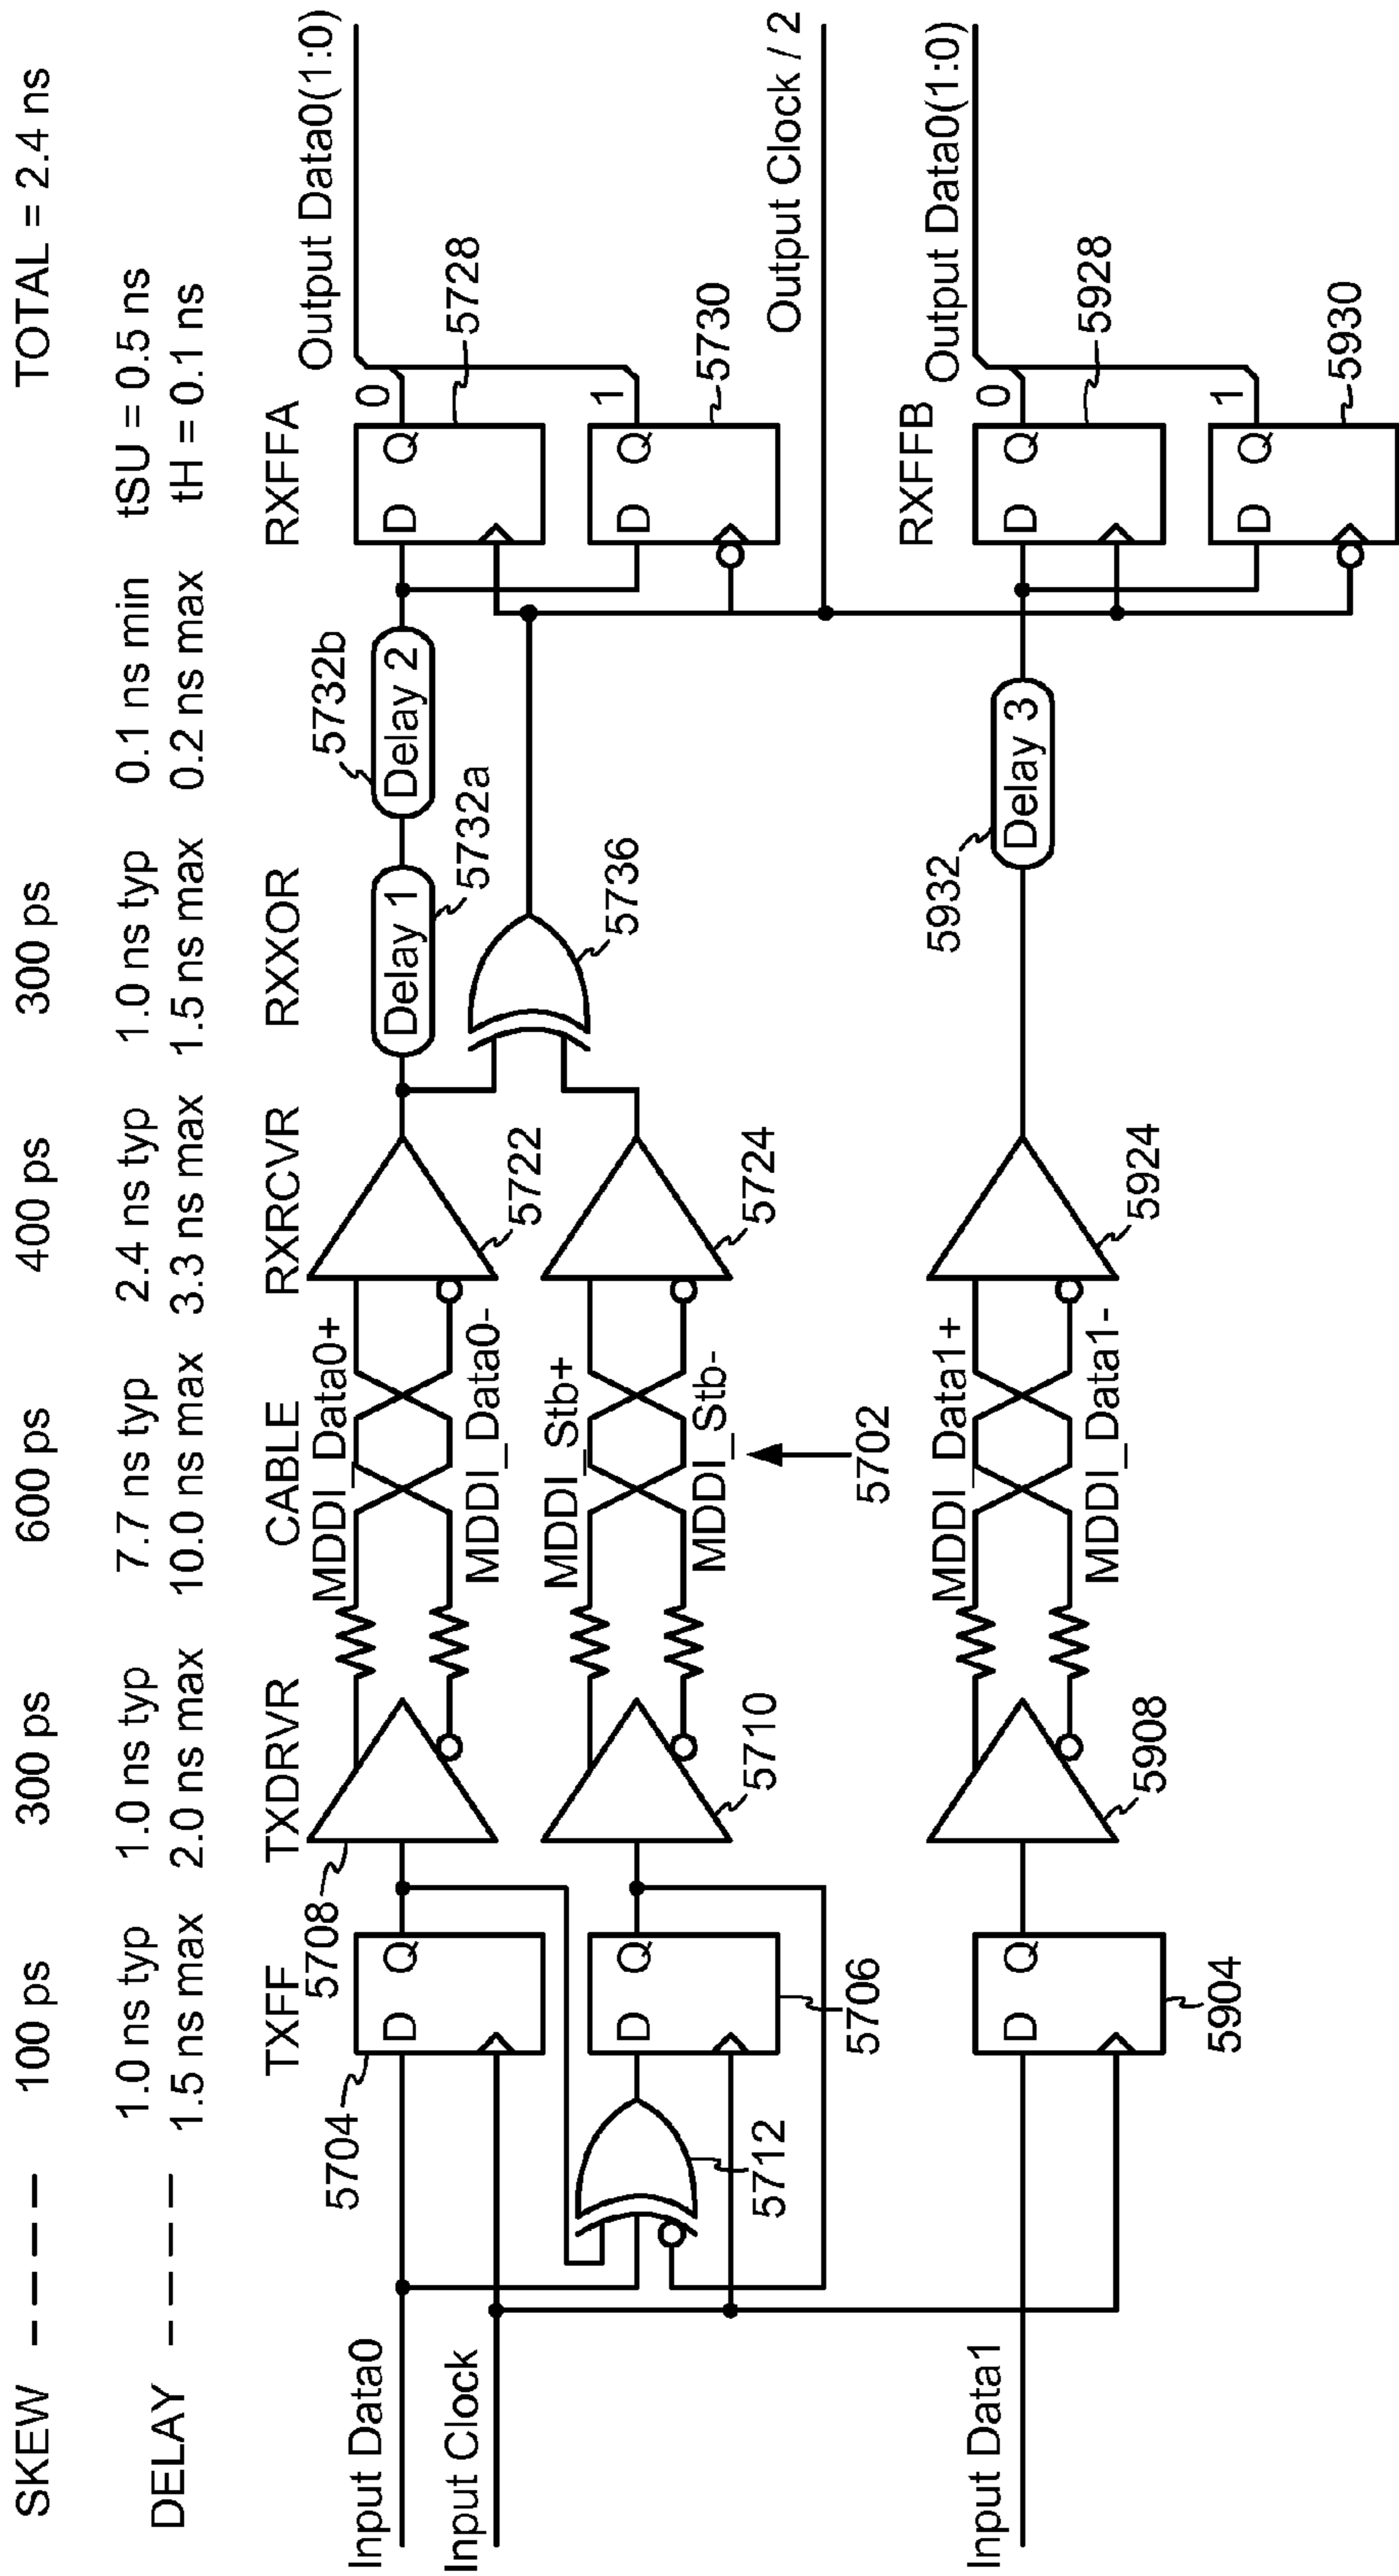 SKEW 100 ps 300 ps 600 ps 400 ps 300 ps TOTAL = 2.4 ns
DELAY
1.0 ns typ 1.0 ns typ 7.7 ns typ 2.4 ns typ 1.0 ns typ 0.1 ns min tSU = 0.5 ns
1.5 ns max 2.0 ns max 10.0 ns max 3.3 ns max 1.5 ns max 0.2 ns max tH = 0.1 ns
TXFF TXDRVR CABLE RXRCVR RXXOR RXFFA
5704
5708
MDDI_Data0+
5732b
Output Data0(1:0)
Input Data0
D Q
Delay 1
Delay 2
D Q
0
MDDI_Data0-
5722
5732a
5728
Input Clock
MDDI_Stb+
5736
D Q
D Q
1
5712
5706
5710
MDDI_Stb-
5724
5730
5702
Output Clock / 2
RXFFB
MDDI_Data1+
5932
Output Data0(1:0)
Input Data1
D Q
Delay 3
D Q
0
MDDI_Data1-
5904
5908
5924
5928
D Q
1
5930